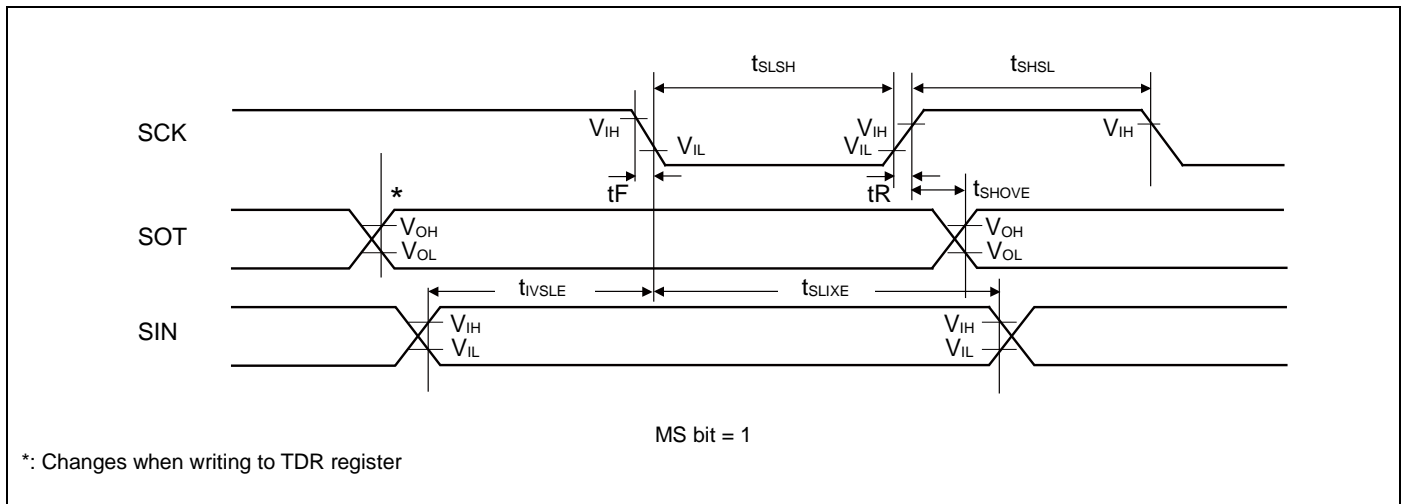 tSLSH
tSHSL
SCK
VIH
VIL
VIH
VIL
VIH
tF
tR
tSHOVE
*
SOT
VOH
VOL
VOH
VOL
tIVSLE
tSLIXE
SIN
VIH
VIL
VIH
VIL
MS bit = 1
*: Changes when writing to TDR register